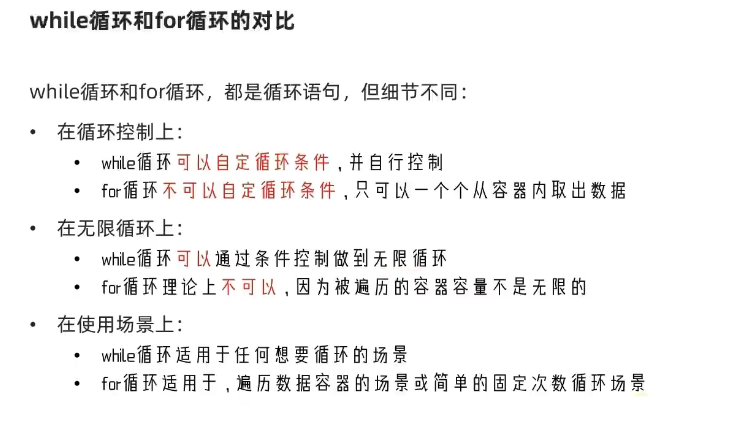 while循环和for循环的对比
while循环和for循环，都是循环语句，但细节不同：
• 在循环控制上：
• while循环可以自定循环条件，并自行控制
• for循环不可以自定循环条件，只可以一个个从容器内取出数据
• 在无限循环上：
• while循环可以通过条件控制做到无限循环
• for循环理论上不可以，因为被遍历的容器容量不是无限的
• 在使用场景上：
• while循环适用于任何想要循环的场景
• for循环适用于，遍历数据容器的场景或简单的固定次数循环场景